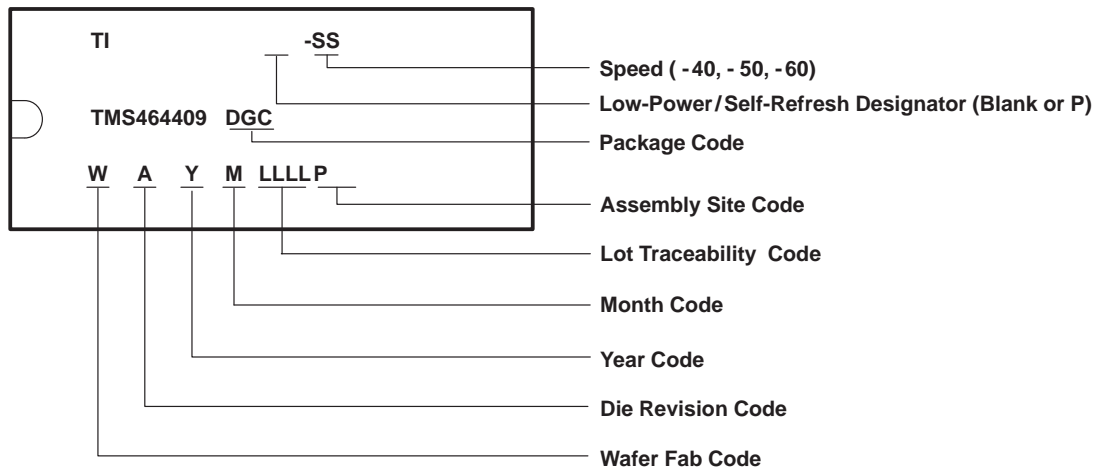 TI -SS
Speed ( -40, - 50, -60)
Low-Power/Self-Refresh Designator (Blank or P)
TMS464409 DGC
Package Code
W A Y M LLLL P
Assembly Site Code
Lot Traceability Code
Month Code
Year Code
Die Revision Code
Wafer Fab Code